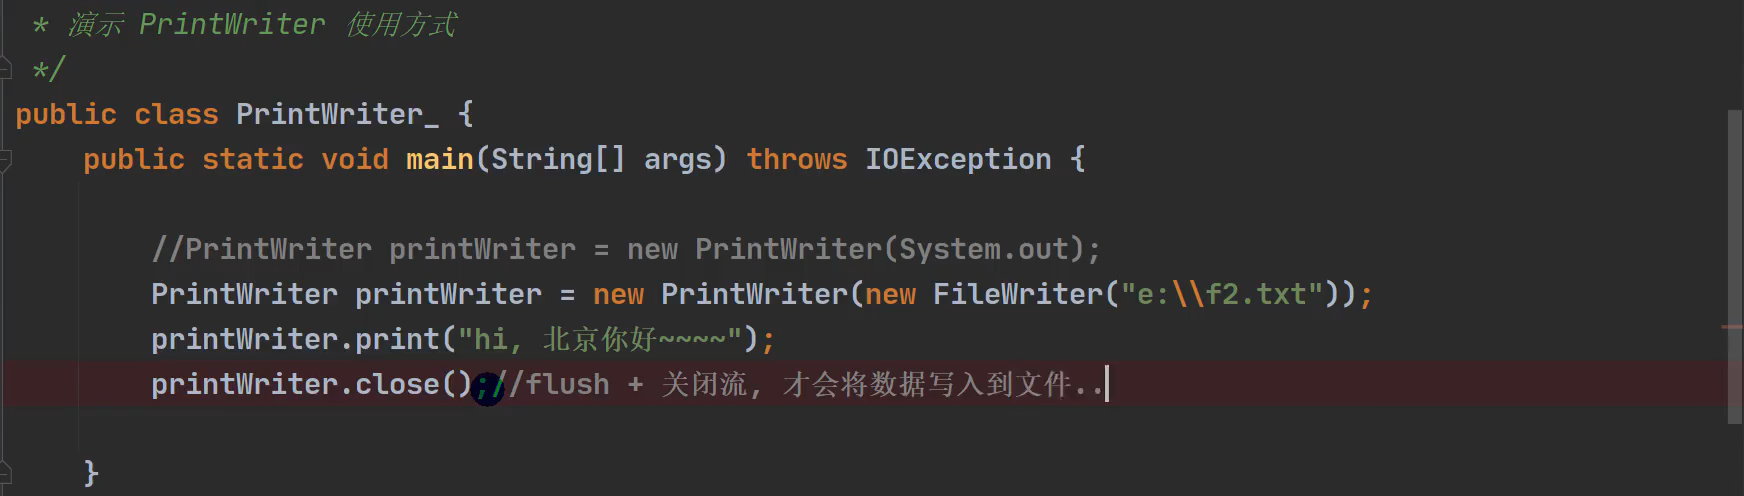 * 演示 PrintWriter 使用方式
*/
public class PrintWriter_ {
public static void main(String[] args) throws IOException {
//PrintWriter printWriter = new PrintWriter(System.out);
PrintWriter printWriter = new PrintWriter(new FileWriter("e:\\f2.txt"));
printWriter.print("hi, 北京你好~~~~");
printWriter.close();//flush + 关闭流, 才会将数据写入到文件..
}